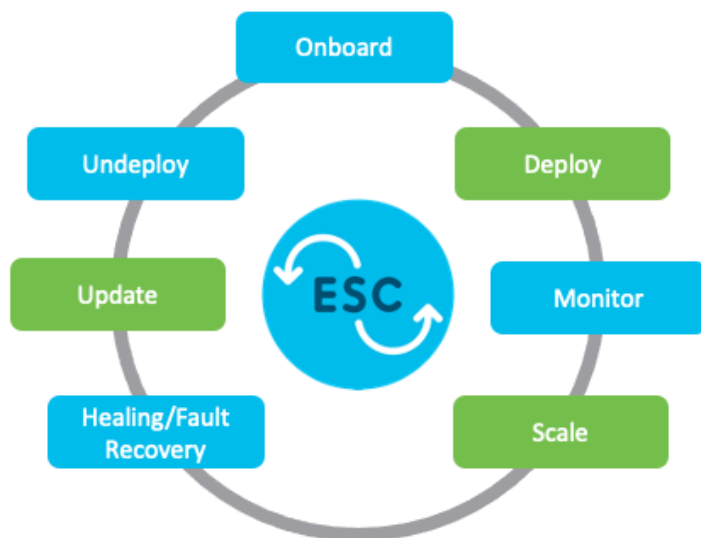 Onboard
Undeploy
Deploy
ESC
Update
Monitor
Healing/Fault
Recovery
Scale